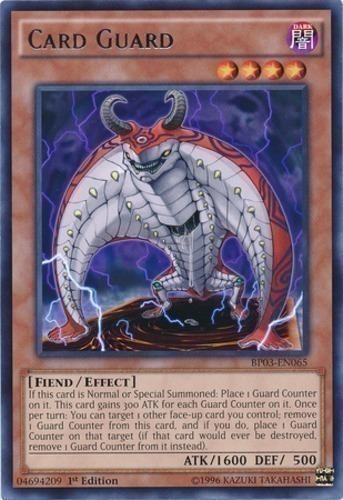 CARD GUARD
DARK
闇
BP03-EN065
[FIEND / EFFECT]
If this card is Normal or Special Summoned: Place 1 Guard Counter
on it. This card gains 300 ATK for each Guard Counter on it. Once
per turn: You can target 1 other face-up card you control; remove
1 Guard Counter from this card, and if you do, place 1 Guard
Counter on that target (if that card would ever be destroyed,
remove 1 Guard Counter from it instead).
ATK/1600 DEF/ 500
04694209 1st Edition ©1996 KAZUKI TAKAHASHI